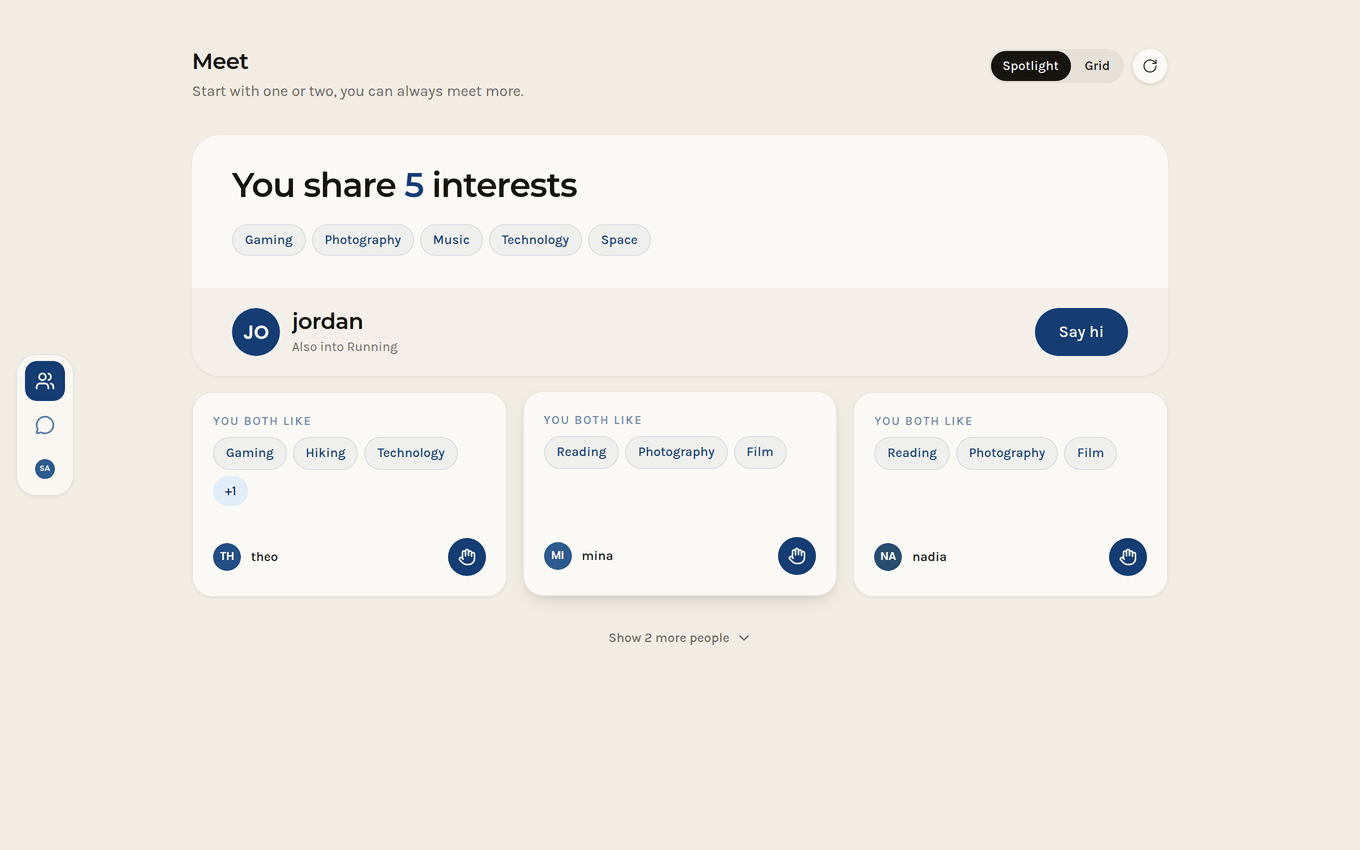 Meet
Start with one or two, you can always meet more.
Spotlight Grid
You share 5 interests
Gaming Photography Music Technology Space
JO jordan
Also into Running
Say hi
SA
YOU BOTH LIKE
Gaming Hiking Technology
+1
TH theo
YOU BOTH LIKE
Reading Photography Film
MI mina
YOU BOTH LIKE
Reading Photography Film
NA nadia
Show 2 more people